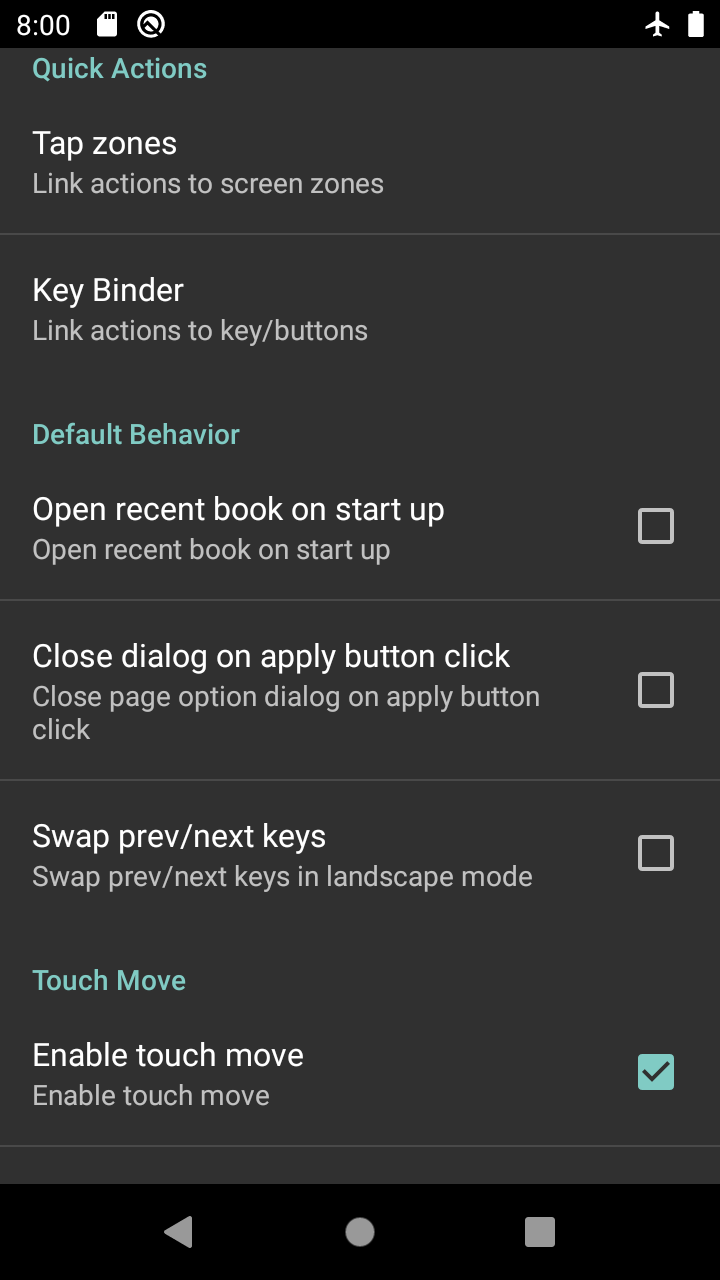 8:00
Quick Actions
Tap zones
Link actions to screen zones
Key Binder
Link actions to key/buttons
Default Behavior
Open recent book on start up
Open recent book on start up
Close dialog on apply button click
Close page option dialog on apply button
click
Swap prev/next keys
Swap prev/next keys in landscape mode
Touch Move
Enable touch move
Enable touch move